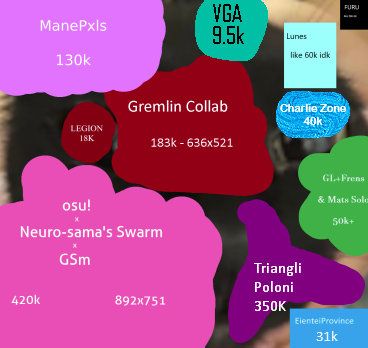 ManePxls
130k
VGA
9.5k
FURU
Lunes
like 60k idk
Gremlin Collab
183k - 636x521
Charlie Zone
40k
LEGION
18K
GL+Frens
& Mats Solo
50k+
osu!
x
Neuro-sama's Swarm
x
GSm
420k 892x751
Triangli
Poloni
350K
ElenteiProvince
31k